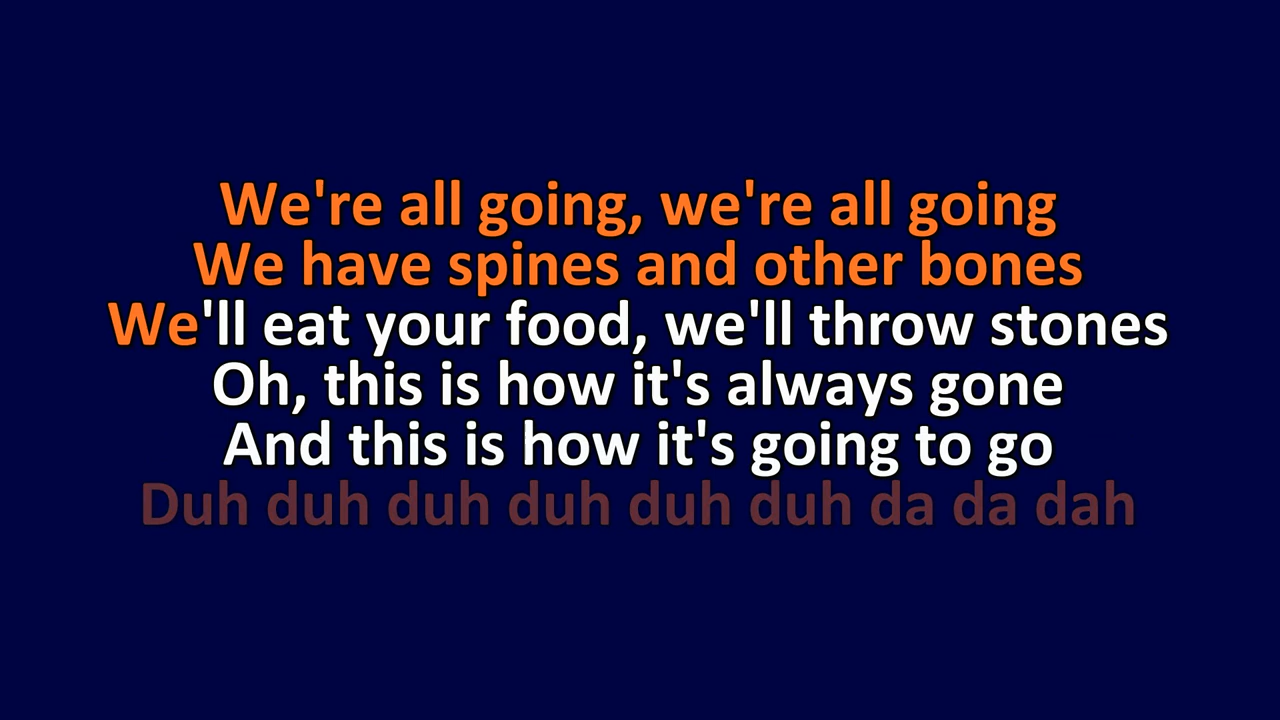 We're all going, we're all going
We have spines and other bones
We'll eat your food, we'll throw stones
Oh, this is how it's always gone
And this is how it's going to go
Duh duh duh duh duh duh da da dah